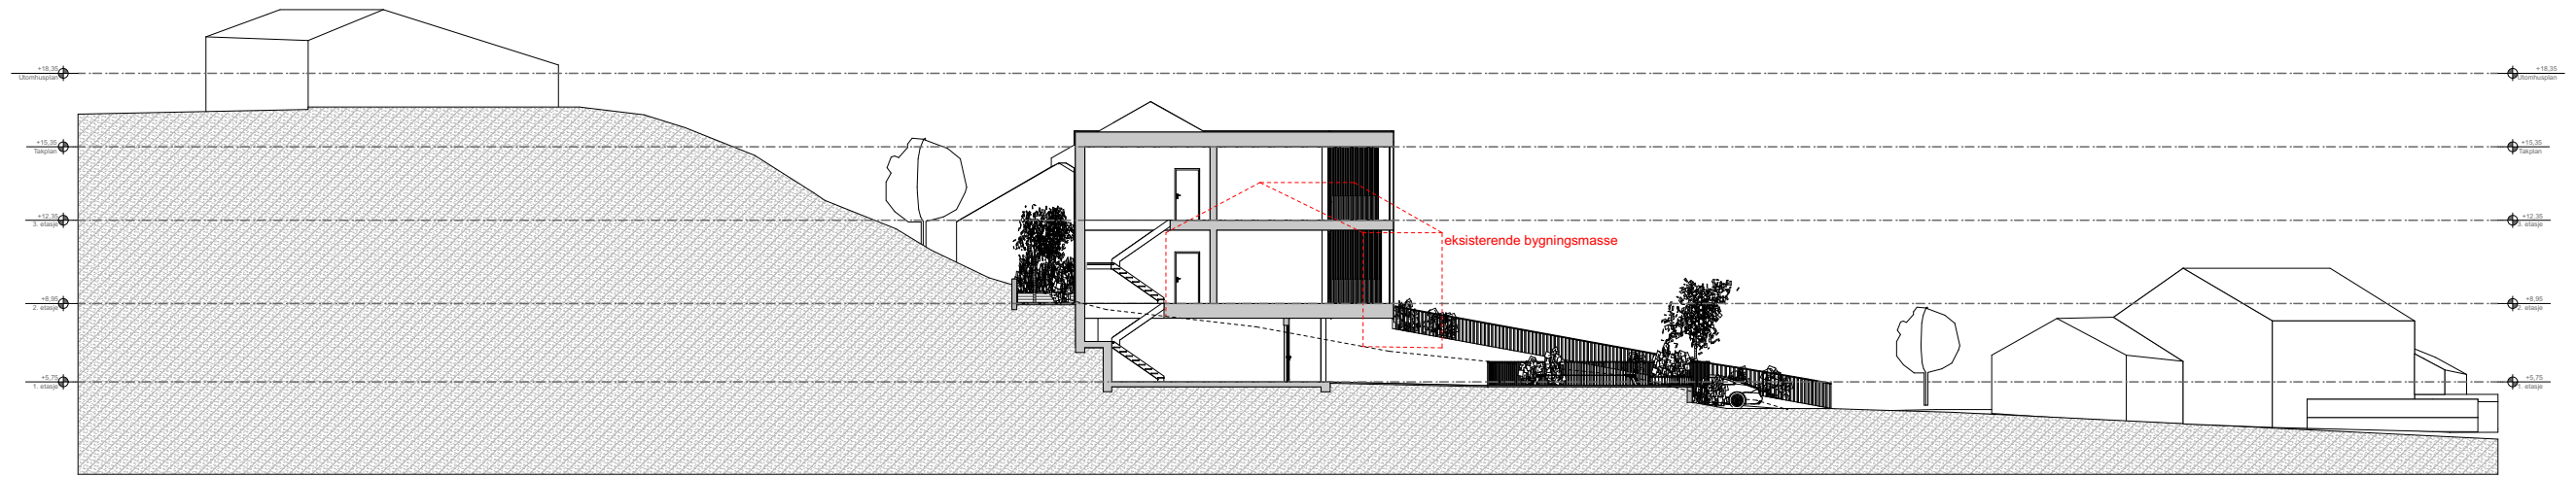 +18,35
Utomhusplan
+18,35
Utomhusplan
+15,35
Takplan
+15,35
Takplan
+12,35
3. etasje
+12,35
3. etasje
eksisterende bygningsmasse
+8,95
2. etasje
+8,95
2. etasje
+5,75
1. etasje
+5,75
1. etasje